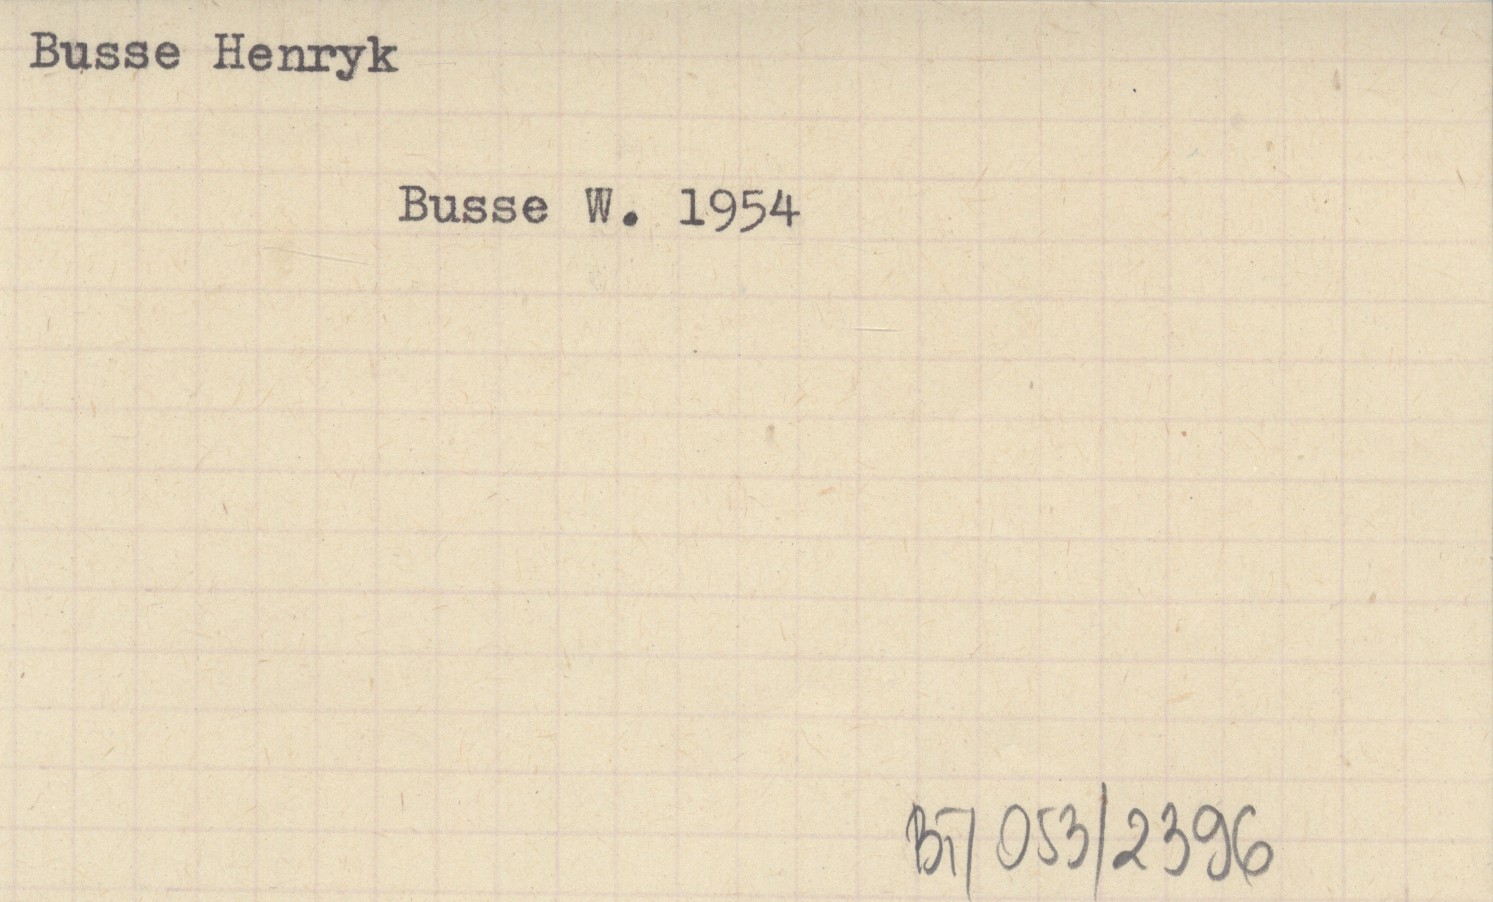 Busse Henryk
Busse W. 1954
BT/053/2396